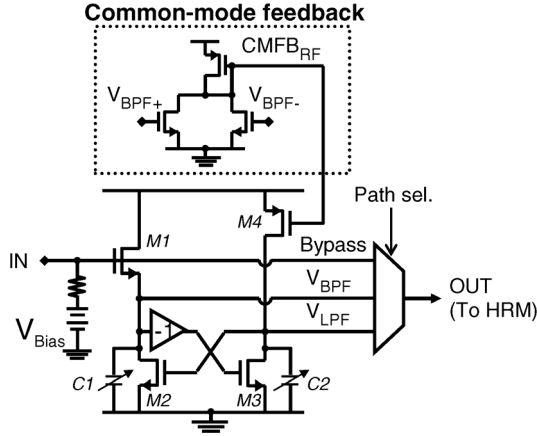 Common-mode feedback
CMFB_RF
V_BPF+
V_BPF-
M4
Path sel.
M1
Bypass
IN
V_BPF
OUT
(To HRM)
V_LPF
-1
V_Bias
C1
M2
M3
C2